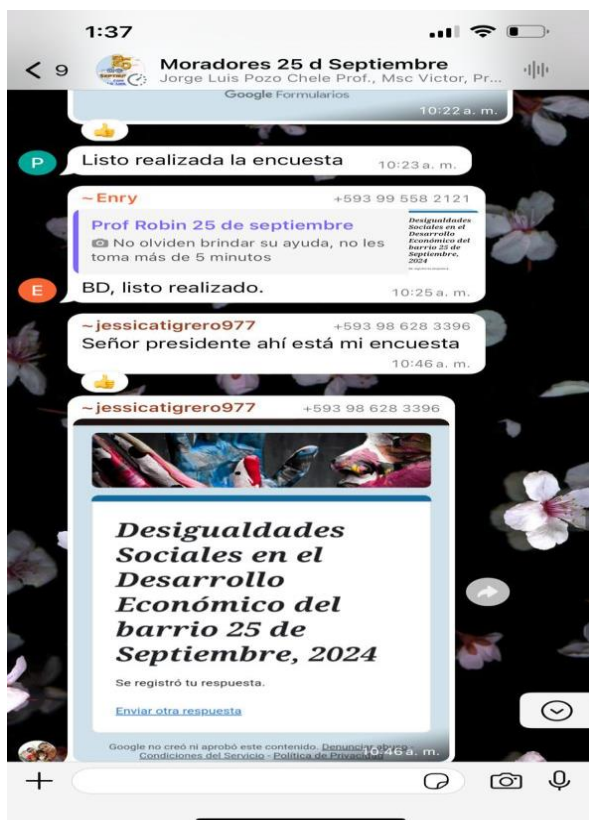 1:37
9
Moradores 25 d Septiembre
Jorge Luis Pozo Chele Prof., Msc Victor, Pr...
Google Formularios
10:22 a. m.
P
Listo realizada la encuesta
10:23 a. m.
~Enry
+593 99 558 2121
Prof Robin 25 de septiembre
No olviden brindar su ayuda, no les
toma más de 5 minutos
Desigualdades
Sociales en el
Desarrollo
Económico del
barrio 25 de
Septiembre,
2024
E
BD, listo realizado.
10:25 a. m.
~jessicatigrero977
+593 98 628 3396
Señor presidente ahí está mi encuesta
10:46 a. m.
~jessicatigrero977
+593 98 628 3396
Desigualdades
Sociales en el
Desarrollo
Económico del
barrio 25 de
Septiembre, 2024
Se registró tu respuesta.
Enviar otra respuesta
Google no creó ni aprobó este contenido. Denunciar abuso
Condiciones del Servicio - Política de Privacidad
10:46 a. m.